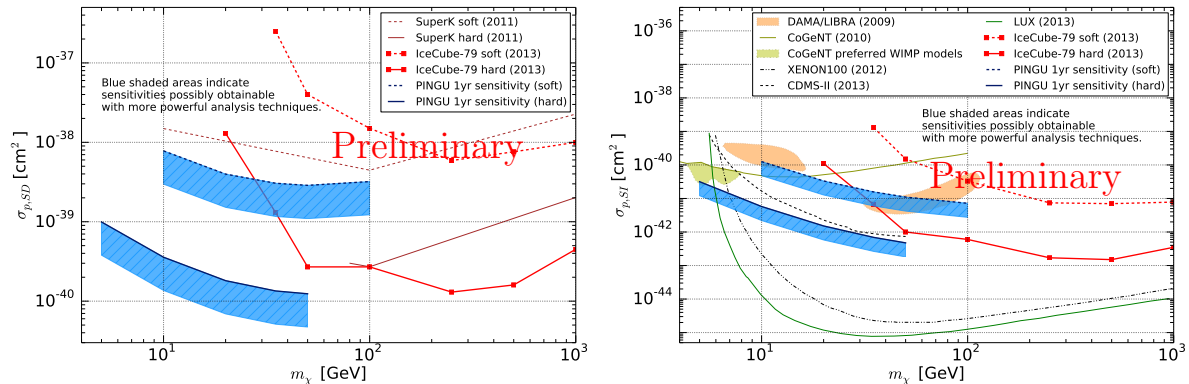 SuperK soft (2011)
SuperK hard (2011)
IceCube-79 soft (2013)
IceCube-79 hard (2013)
PINGU 1yr sensitivity (soft)
PINGU 1yr sensitivity (hard)
Blue shaded areas indicate
sensitivities possibly obtainable
with more powerful analysis techniques.
Preliminary
10⁻³⁷
10⁻³⁸
10⁻³⁹
10⁻⁴⁰
σp,SD [cm²]
10¹
10²
10³
mχ [GeV]
DAMA/LIBRA (2009)
CoGeNT (2010)
CoGeNT preferred WIMP models
XENON100 (2012)
CDMS-II (2013)
LUX (2013)
IceCube-79 soft (2013)
IceCube-79 hard (2013)
PINGU 1yr sensitivity (soft)
PINGU 1yr sensitivity (hard)
Blue shaded areas indicate
sensitivities possibly obtainable
with more powerful analysis techniques.
Preliminary
10⁻³⁶
10⁻³⁸
10⁻⁴⁰
10⁻⁴²
10⁻⁴⁴
σp,SI [cm²]
10¹
10²
10³
mχ [GeV]